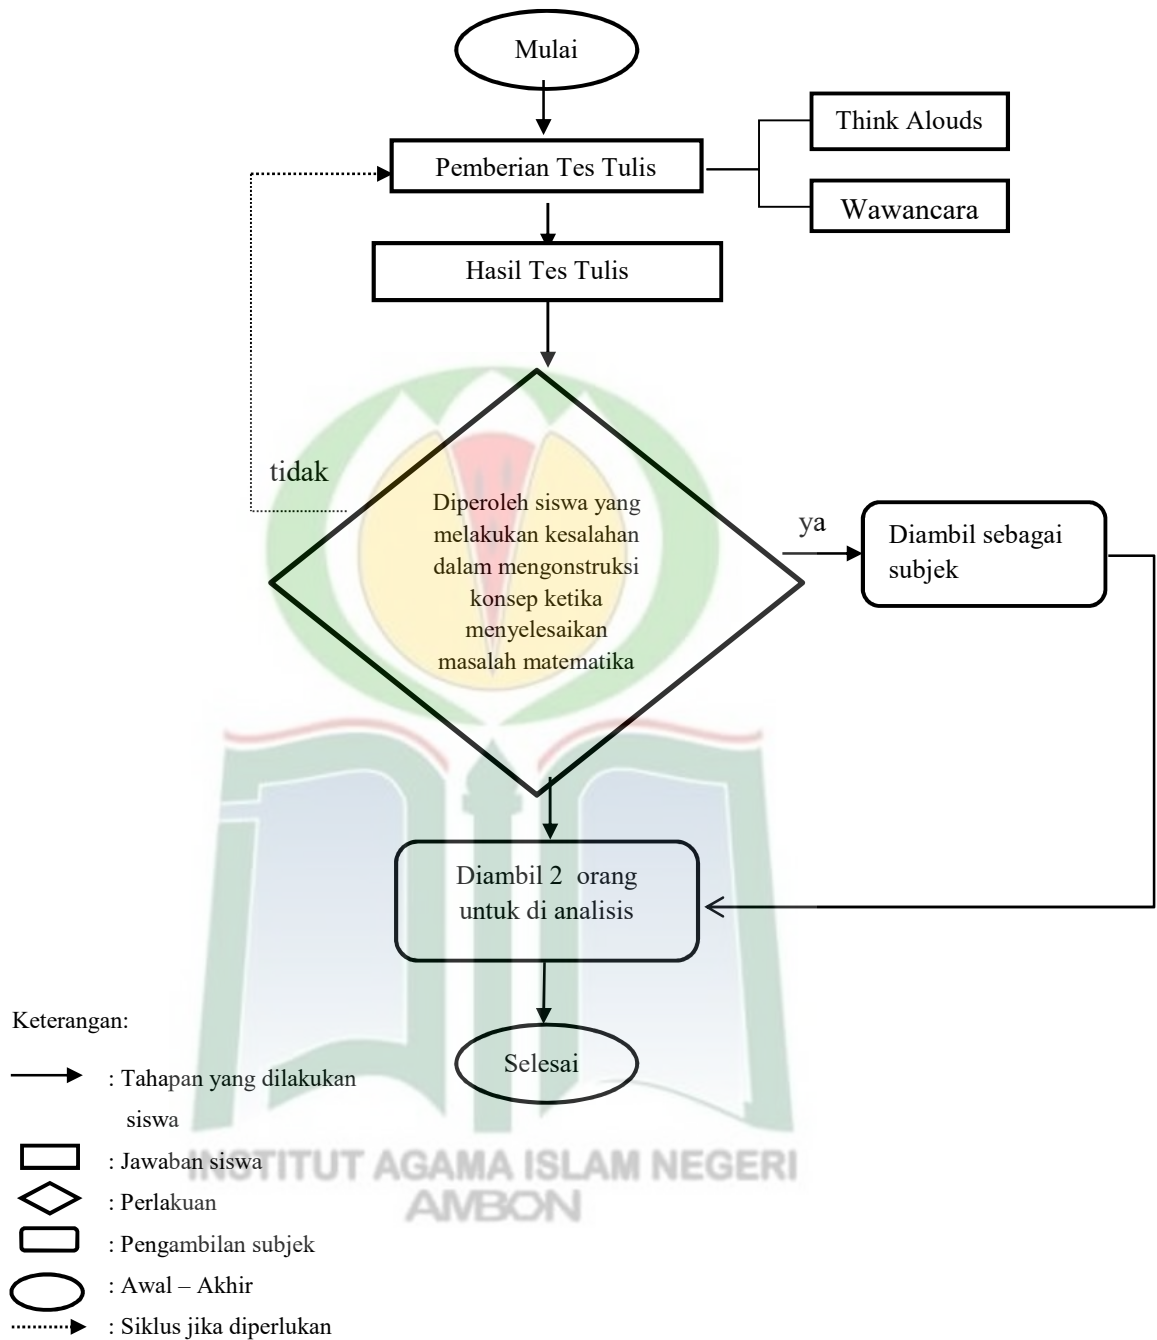 Mulai
Think Alouds
Pemberian Tes Tulis
Wawancara
Hasil Tes Tulis
tidak
Diperoleh siswa yang
melakukan kesalahan
dalam mengonstruksi
konsep ketika
menyelesaikan
masalah matematika
ya
Diambil sebagai
subjek
Diambil 2 orang
untuk di analisis
Selesai
Keterangan:
: Tahapan yang dilakukan
siswa
: Jawaban siswa
: Perlakuan
: Pengambilan subjek
: Awal – Akhir
: Siklus jika diperlukan
INSTITUT AGAMA ISLAM NEGERI
AMBON